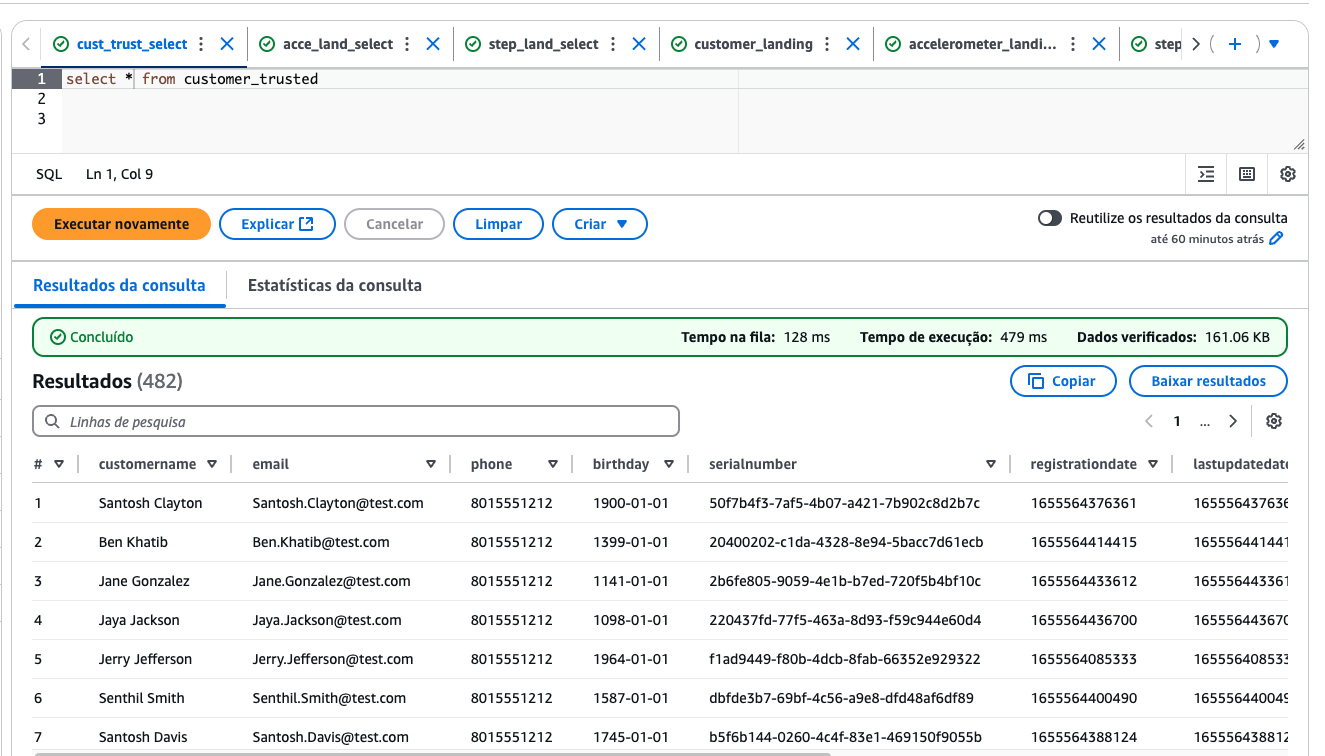 cust_trust_select acce_land_select step_land_select customer_landing accelerometer_landi... step
1 select * from customer_trusted
2
3
SQL Ln 1, Col 9
Executar novamente Explicar Cancelar Limpar Criar Reutilize os resultados da consulta
até 60 minutos atrás
Resultados da consulta Estatísticas da consulta
Concluído Tempo na fila: 128 ms Tempo de execução: 479 ms Dados verificados: 161.06 KB
Resultados (482) Copiar Baixar resultados
Linhas de pesquisa 1 ...
# customername email phone birthday serialnumber registrationdate lastupdatedate
1 Santosh Clayton Santosh.Clayton@test.com 8015551212 1900-01-01 50f7b4f3-7af5-4b07-a421-7b902c8d2b7c 1655564376361 165556437636
2 Ben Khatib Ben.Khatib@test.com 8015551212 1399-01-01 20400202-c1da-4328-8e94-5bacc7d61ecb 1655564414415 165556441441
3 Jane Gonzalez Jane.Gonzalez@test.com 8015551212 1141-01-01 2b6fe805-9059-4e1b-b7ed-720f5b4bf10c 1655564433612 165556443361
4 Jaya Jackson Jaya.Jackson@test.com 8015551212 1098-01-01 220437fd-77f5-463a-8d93-f59c944e60d4 1655564436700 165556443670
5 Jerry Jefferson Jerry.Jefferson@test.com 8015551212 1964-01-01 f1ad9449-f80b-4dcb-8fab-66352e929322 1655564085333 165556408533
6 Senthil Smith Senthil.Smith@test.com 8015551212 1587-01-01 dbfde3b7-69bf-4c56-a9e8-dfd48af6df89 1655564400490 165556440049
7 Santosh Davis Santosh.Davis@test.com 8015551212 1745-01-01 b5f6b144-0260-4c4f-83e1-469150f9055b 1655564388124 165556438812